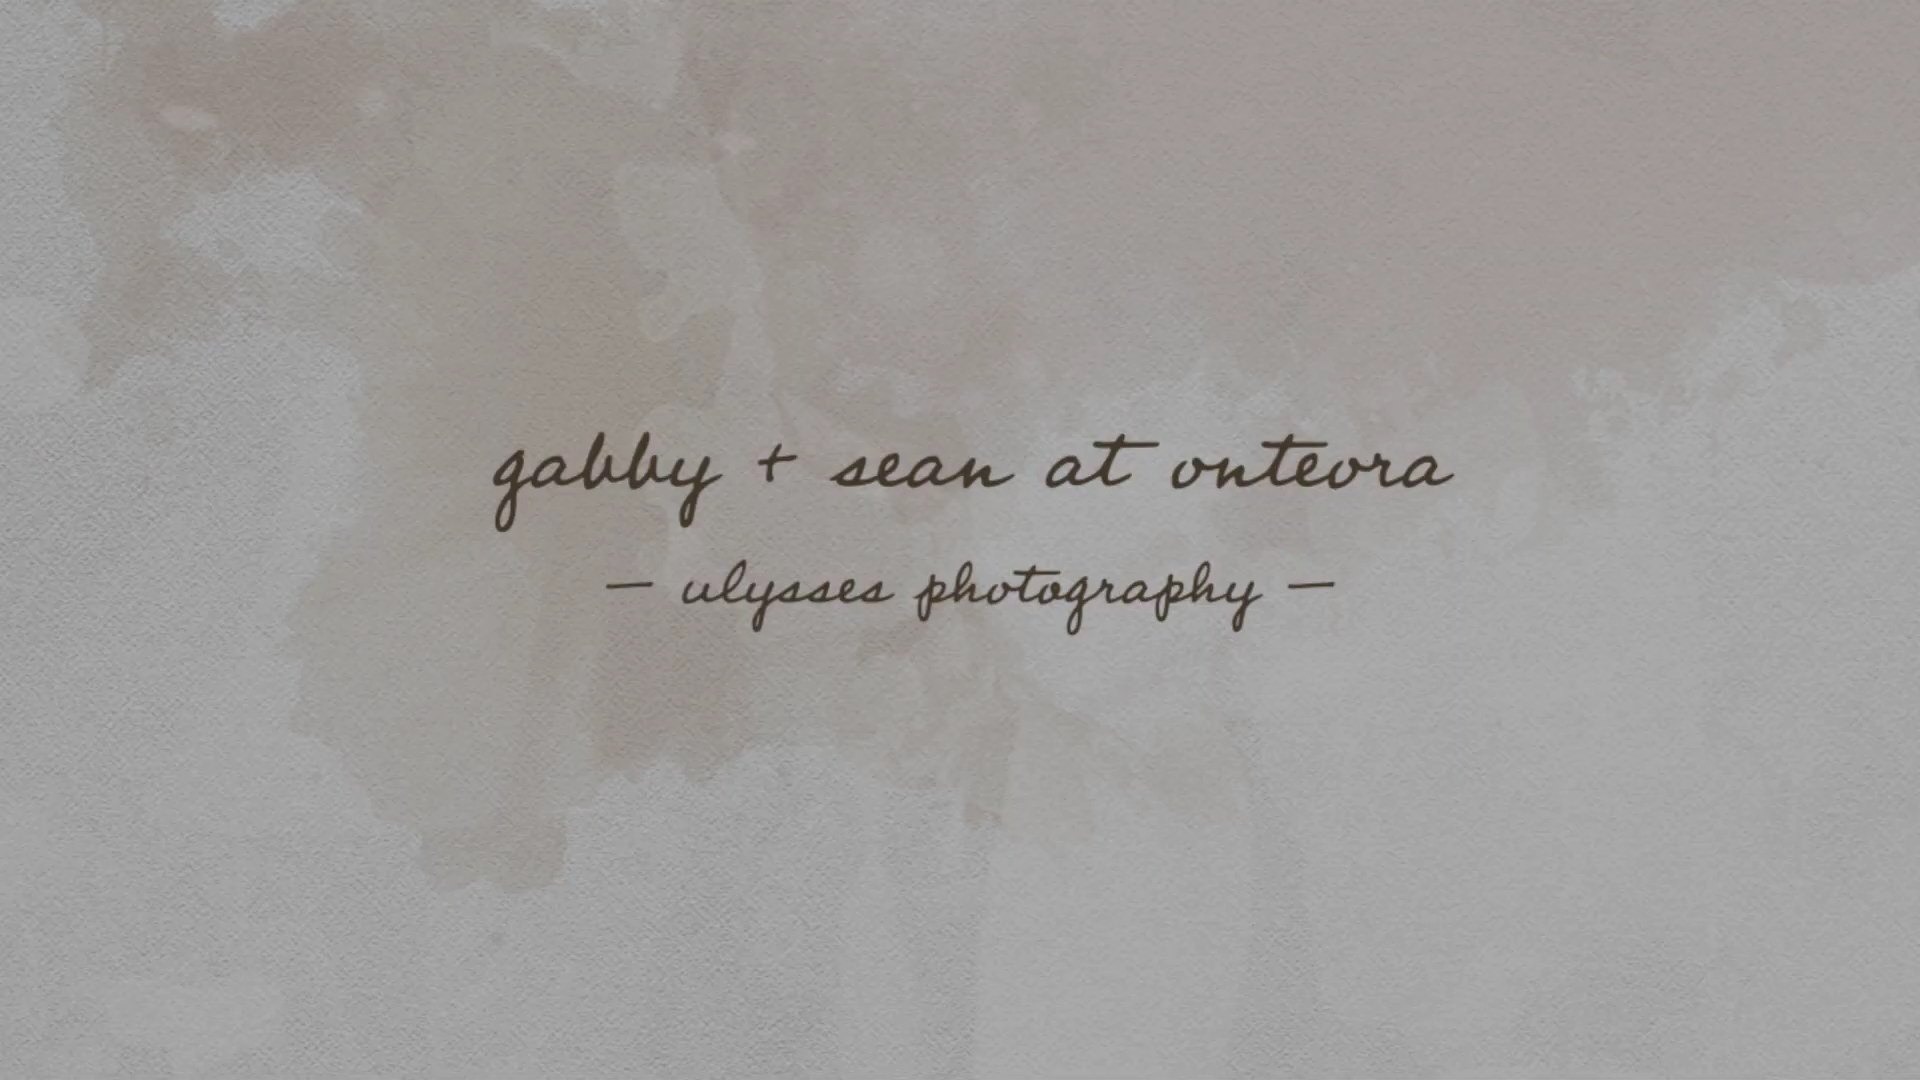 gabby + sean at onteora
— ulysses photography —